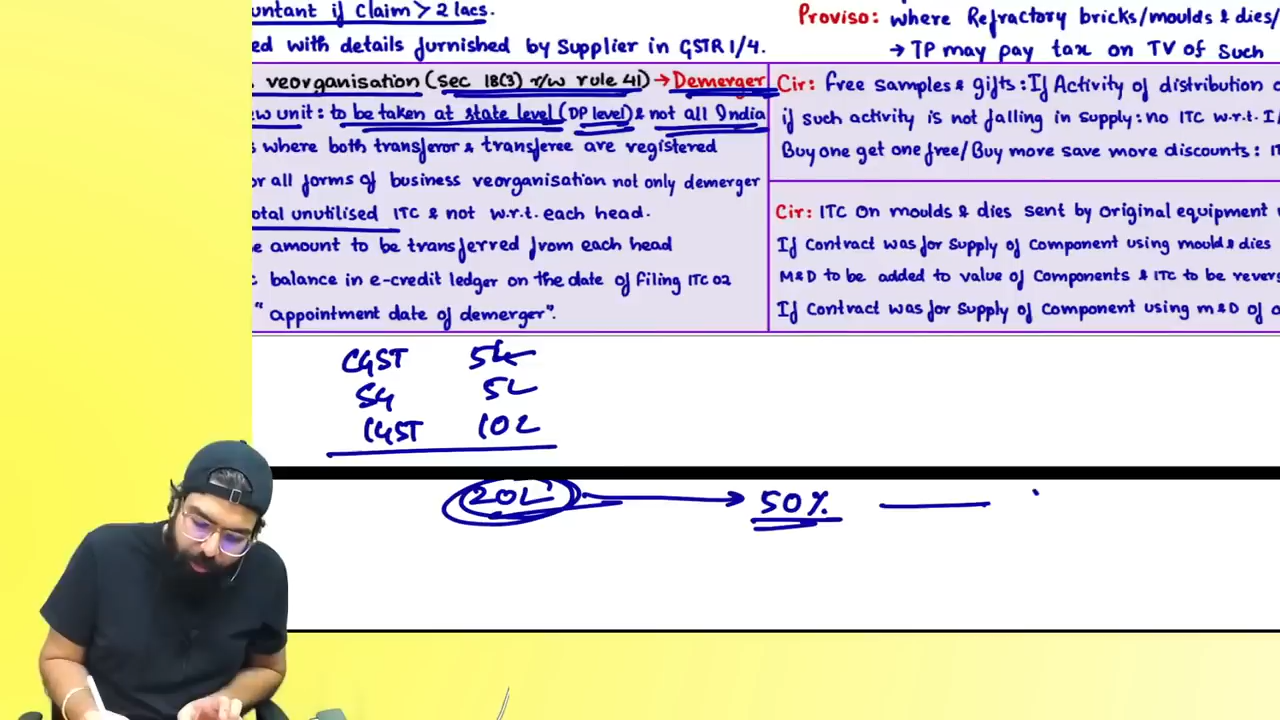 untant if Claim > 2 lacs.
ed with details furnished by Supplier in GSTR 1/4.
reorganisation (sec 18(3) r/w rule 41) → Demerger
ew unit: to be taken at state level (DP level) & not all India
s where both transferor & transferee are registered
or all forms of business reorganisation not only demerger
otal unutilised ITC & not w.r.t. each head.
e amount to be transferred from each head
c balance in e-credit ledger on the date of filing ITC 02
" appointment date of demerger".
Proviso: where Refractory bricks/moulds & dies/
→ TP may pay tax on TV of such
Cir: Free samples & gifts: If Activity of distribution
if such activity is not falling in supply: no ITC w.r.t. I/
Buy one get one free/Buy more save more discounts: I
Cir: ITC on moulds & dies sent by original equipment
If Contract was for supply of component using mould & dies
M&D to be added to value of Components & ITC to be revers
If Contract was for supply of Component using M&D of o
CGST 5L
SG 5L
IGST 10L
20L → 50%